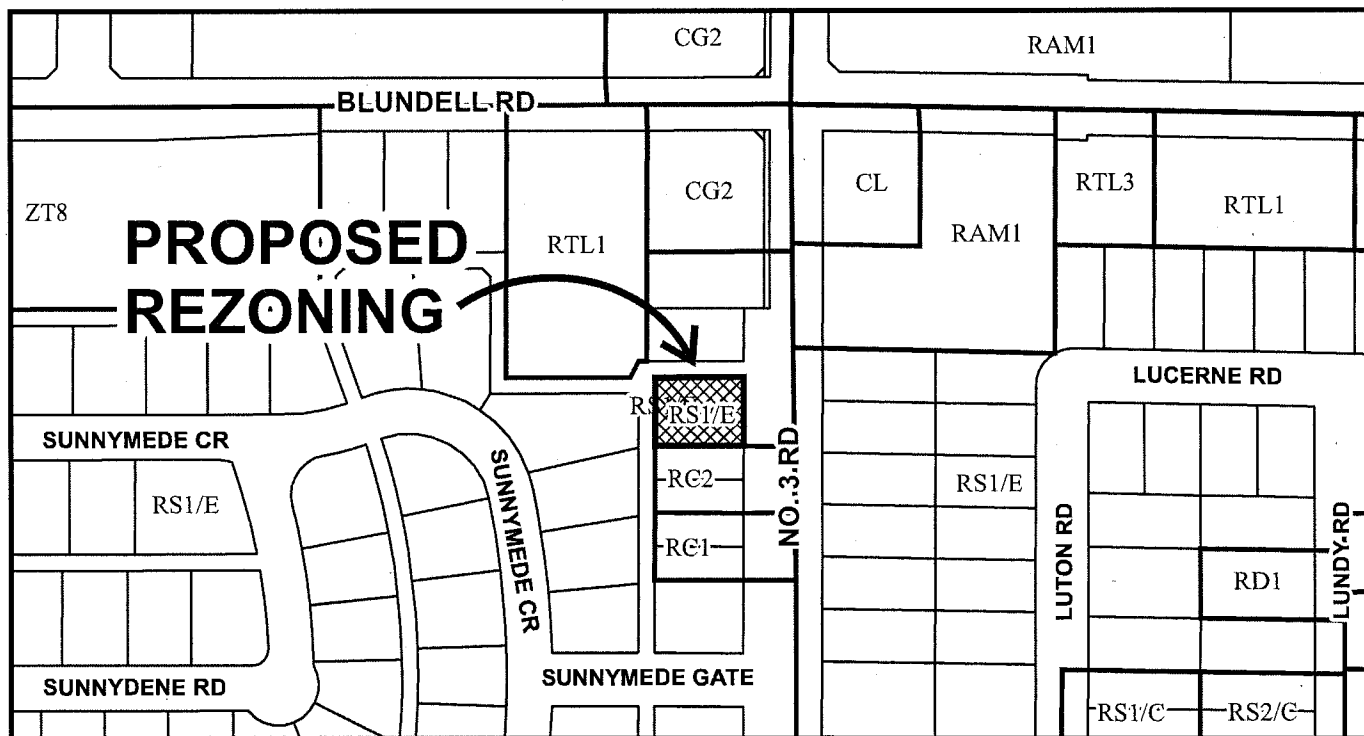 CG2
RAM1
BLUNDELL RD
ZT8
CG2
CL
RTL3
RTL1
PROPOSED
REZONING
RTL1
RAM1
LUCERNE RD
RS1/E
SUNNYMEDE CR
SUNNYMEDE CR
RC2
NO. 3 RD
RS1/E
RS1/E
RC1
LUTON RD
LUNDY RD
RD1
SUNNYDENE RD
SUNNYMEDE GATE
RS1/C
RS2/C